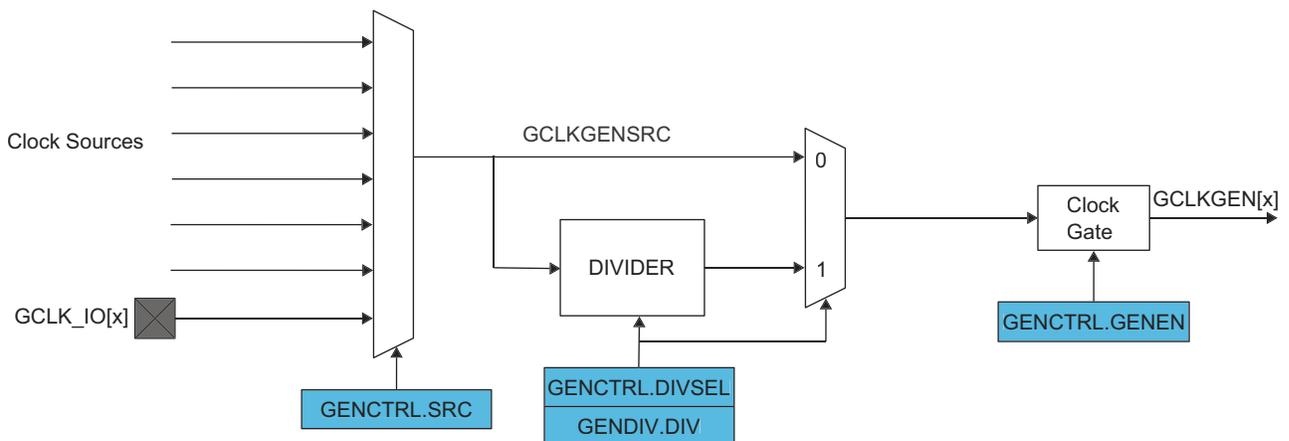 GCLKGENSRC
0
Clock Sources
GCLKGEN[x]
Clock
Gate
DIVIDER
1
GCLK_IO[x]
GENCTRL.GENEN
GENCTRL.DIVSEL
GENCTRL.SRC
GENDIV.DIV